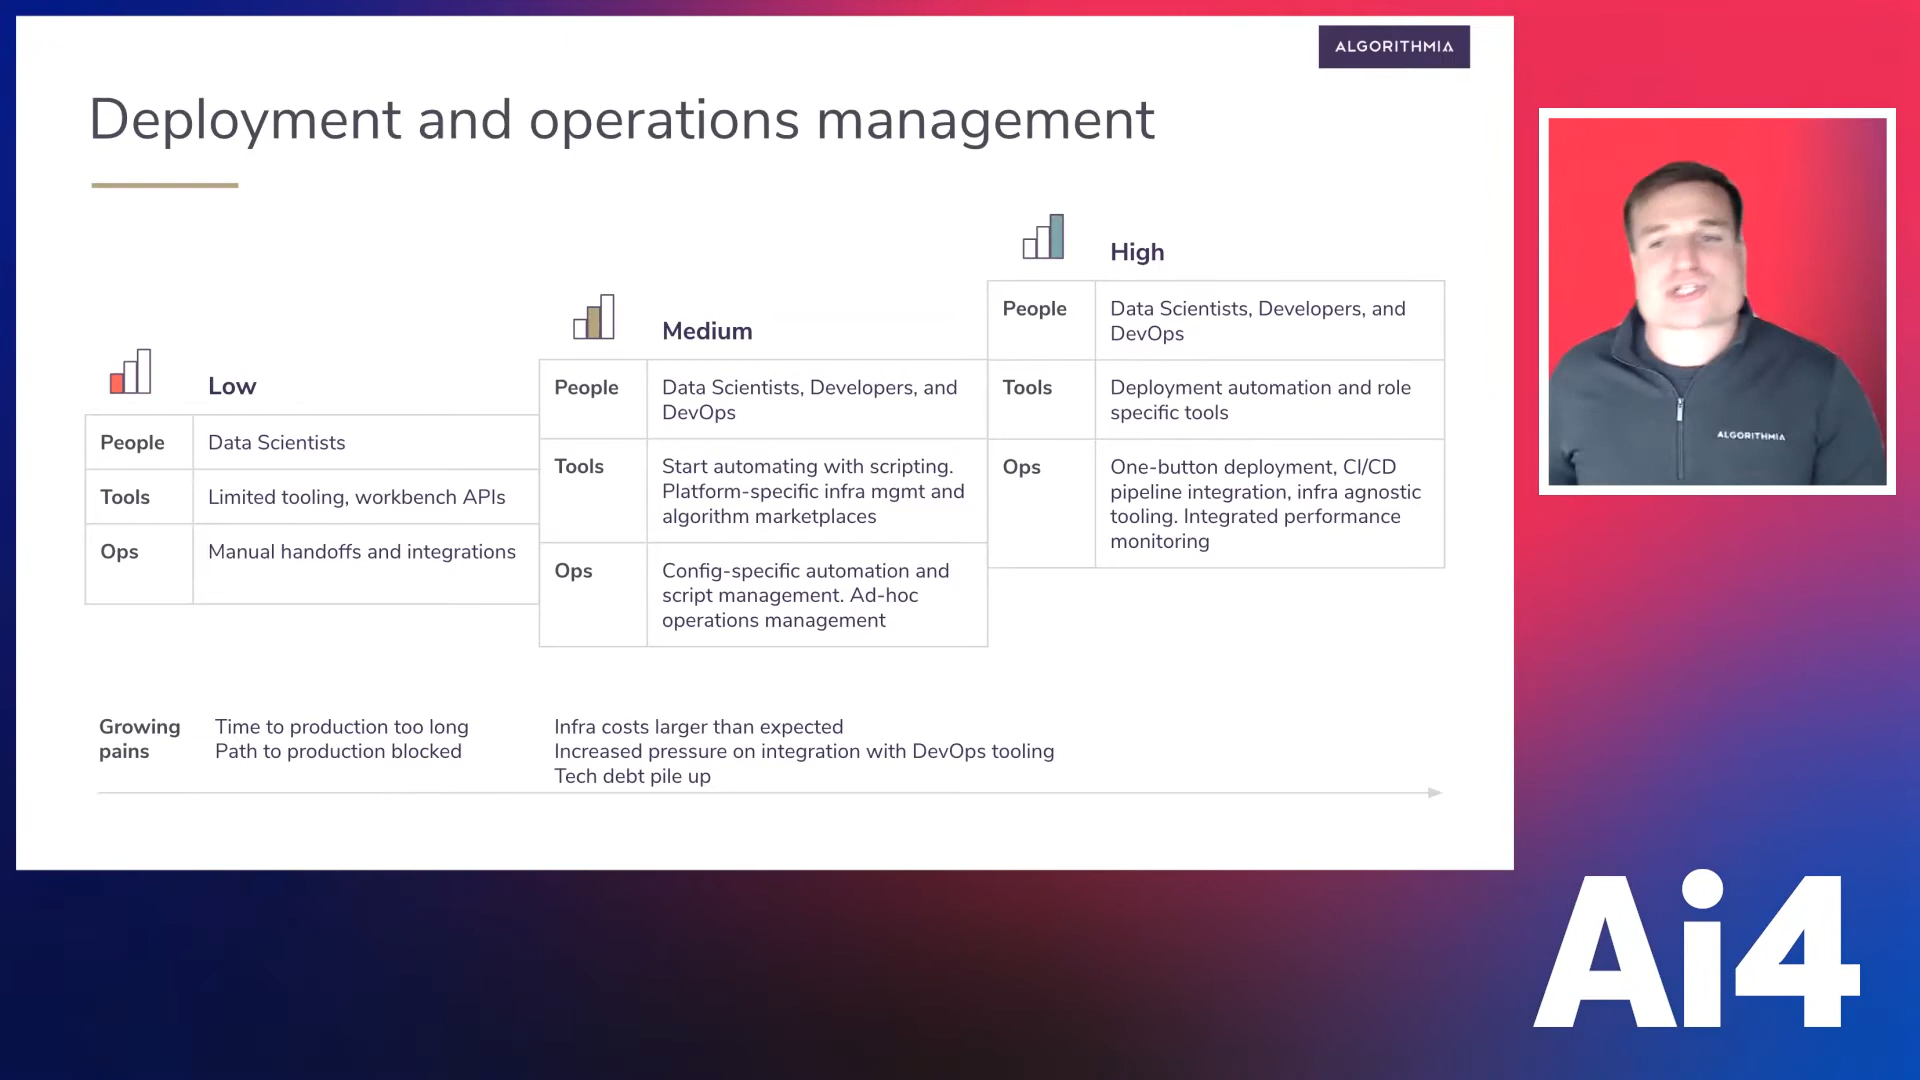 ALGORITHMIA
Deployment and operations management
Low
People
Data Scientists
Tools
Limited tooling, workbench APIs
Ops
Manual handoffs and integrations
Medium
People
Data Scientists, Developers, and
DevOps
Tools
Start automating with scripting.
Platform-specific infra mgmt and
algorithm marketplaces
Ops
Config-specific automation and
script management. Ad-hoc
operations management
High
People
Data Scientists, Developers, and
DevOps
Tools
Deployment automation and role
specific tools
Ops
One-button deployment, CI/CD
pipeline integration, infra agnostic
tooling. Integrated performance
monitoring
Growing
pains
Time to production too long
Path to production blocked
Infra costs larger than expected
Increased pressure on integration with DevOps tooling
Tech debt pile up
ALGORITHMIA
Ai4